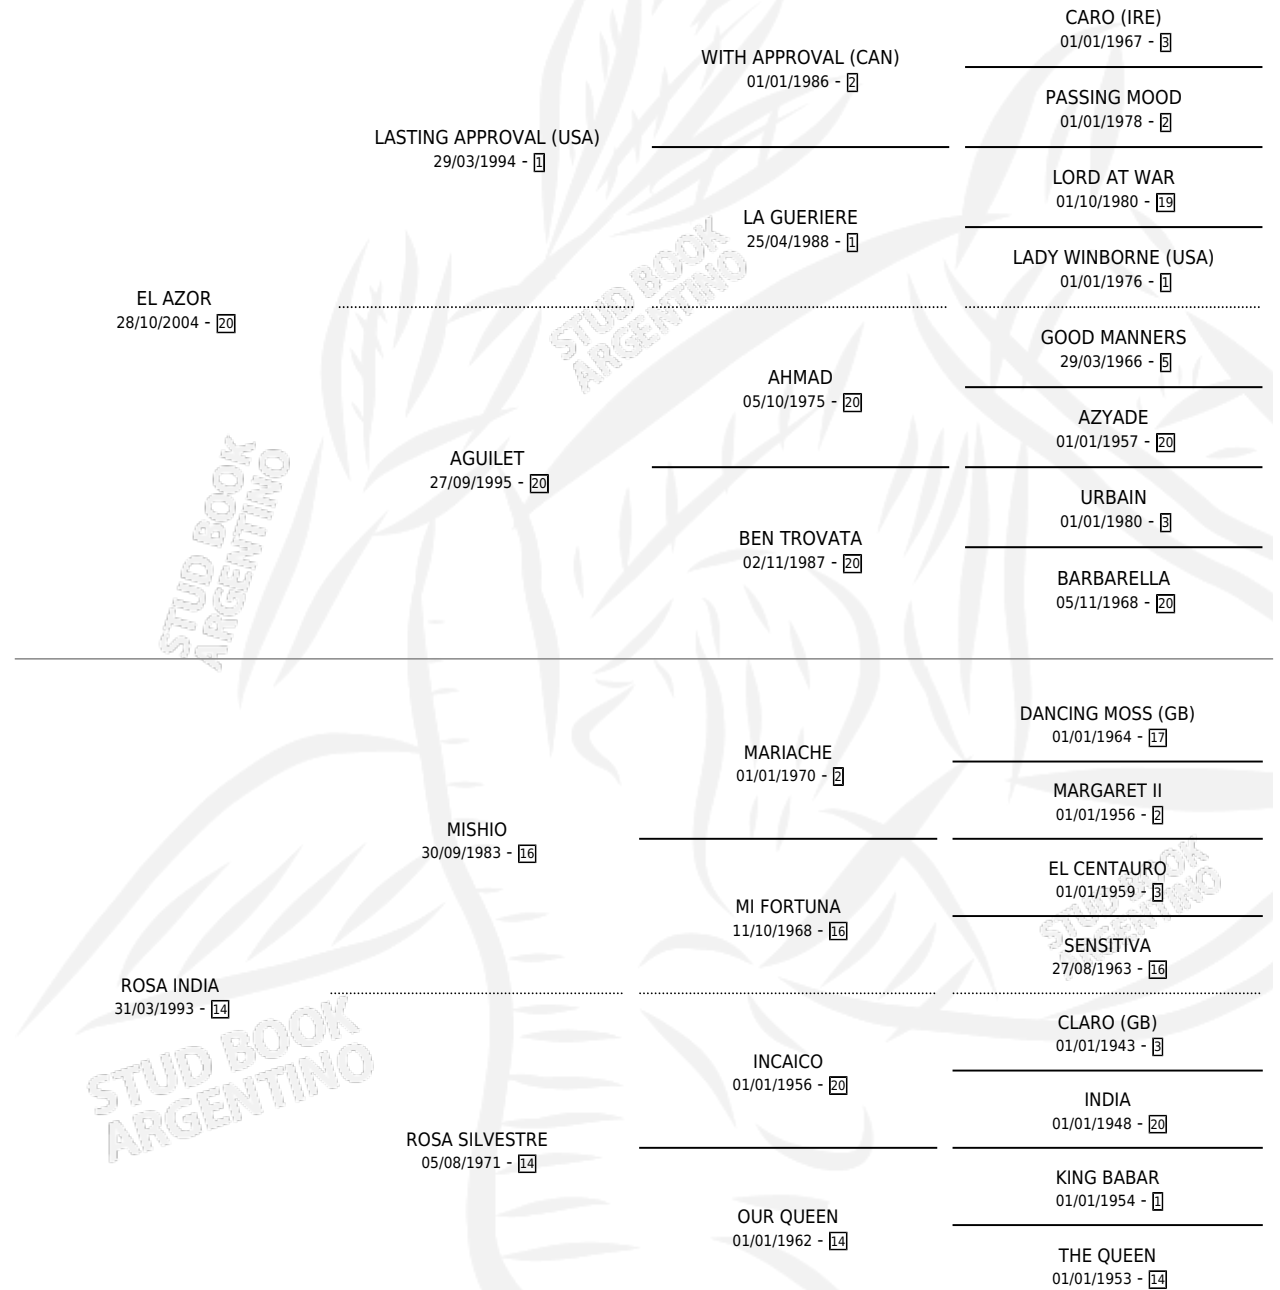 CARO (IRE)
01/01/1967 - 3
WITH APPROVAL (CAN)
01/01/1986 - 2
PASSING MOOD
01/01/1978 - 2
LASTING APPROVAL (USA)
29/03/1994 - 1
LORD AT WAR
01/10/1980 - 19
LA GUERIERE
25/04/1988 - 1
LADY WINBORNE (USA)
01/01/1976 - 1
EL AZOR
28/10/2004 - 20
STUD BOOK
ARGENTINO
GOOD MANNERS
29/03/1966 - 5
AHMAD
05/10/1975 - 20
AZYADE
01/01/1957 - 20
AGUILET
27/09/1995 - 20
URBAIN
01/01/1980 - 3
BEN TROVATA
02/11/1987 - 20
BARBARELLA
05/11/1968 - 20
STUD BOOK
ARGENTINO
DANCING MOSS (GB)
01/01/1964 - 17
MARIACHE
01/01/1970 - 2
MARGARET II
01/01/1956 - 2
MISHIO
30/09/1983 - 16
EL CENTAURO
01/01/1959 - 3
MI FORTUNA
11/10/1968 - 16
SENSITIVA
27/08/1963 - 16
STUD BOOK
ARGENTINO
ROSA INDIA
31/03/1993 - 14
CLARO (GB)
01/01/1943 - 3
INCAICO
01/01/1956 - 20
INDIA
01/01/1948 - 20
STUD BOOK
ARGENTINO
ROSA SILVESTRE
05/08/1971 - 14
KING BABAR
01/01/1954 - 1
OUR QUEEN
01/01/1962 - 14
THE QUEEN
01/01/1953 - 14